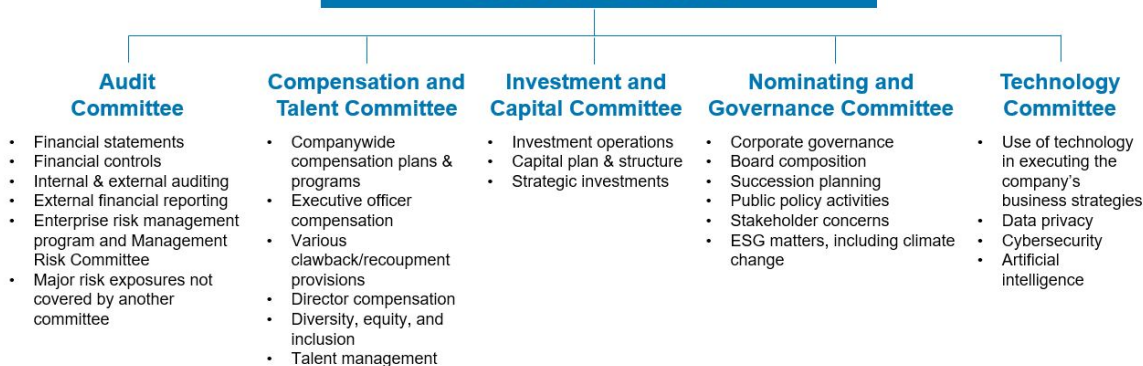 Audit
Committee
• Financial statements
• Financial controls
• Internal & external auditing
• External financial reporting
• Enterprise risk management
program and Management
Risk Committee
• Major risk exposures not
covered by another
committee
Compensation and
Talent Committee
• Companywide
compensation plans &
programs
• Executive officer
compensation
• Various
clawback/recoupment
provisions
• Director compensation
• Diversity, equity, and
inclusion
• Talent management
Investment and
Capital Committee
• Investment operations
• Capital plan & structure
• Strategic investments
Nominating and
Governance Committee
• Corporate governance
• Board composition
• Succession planning
• Public policy activities
• Stakeholder concerns
• ESG matters, including climate
change
Technology
Committee
• Use of technology
in executing the
company's
business strategies
• Data privacy
• Cybersecurity
• Artificial
intelligence